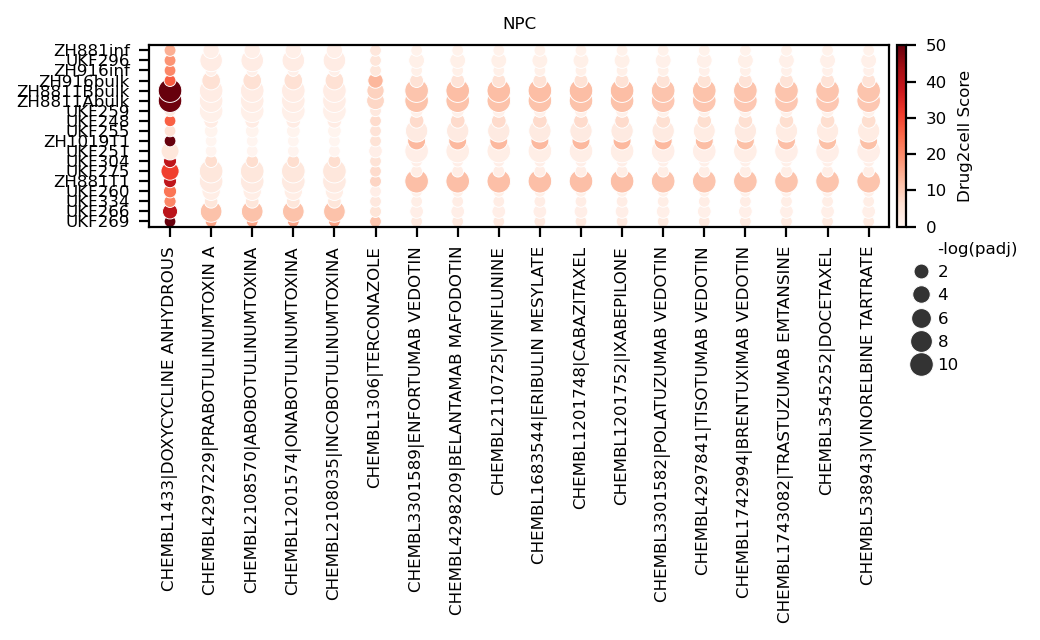 NPC
ZH881inf
UKF296
ZH916inf
ZH916bulk
ZH8811Bbulk
ZH8811Abulk
UKF259
UKF248
UKF255
ZH1019T1
UKF251
UKF304
UKF275
ZH881T1
UKF260
UKF334
UKF266
UKF269
CHEMBL1433|DOXYCYCLINE ANHYDROUS
CHEMBL4297229|PRABOTULINUMTOXIN A
CHEMBL2108570|ABOBOTULINUMTOXINA
CHEMBL1201574|ONABOTULINUMTOXINA
CHEMBL2108035|INCOBOTULINUMTOXINA
CHEMBL1306|TERCONAZOLE
CHEMBL3301589|ENFORTUMAB VEDOTIN
CHEMBL4298209|BELANTAMAB MAFODOTIN
CHEMBL2110725|VINFLUNINE
CHEMBL1683544|ERIBULIN MESYLATE
CHEMBL1201748|CABAZITAXEL
CHEMBL1201752|IXABEPILONE
CHEMBL3301582|POLATUZUMAB VEDOTIN
CHEMBL4297841|TISOTUMAB VEDOTIN
CHEMBL1742994|BRENTUXIMAB VEDOTIN
CHEMBL1743082|TRASTUZUMAB EMTANSINE
CHEMBL3545252|DOCETAXEL
CHEMBL538943|VINORELBINE TARTRATE
50
40
30
20
10
0
Drug2cell Score
-log(padj)
2
4
6
8
10